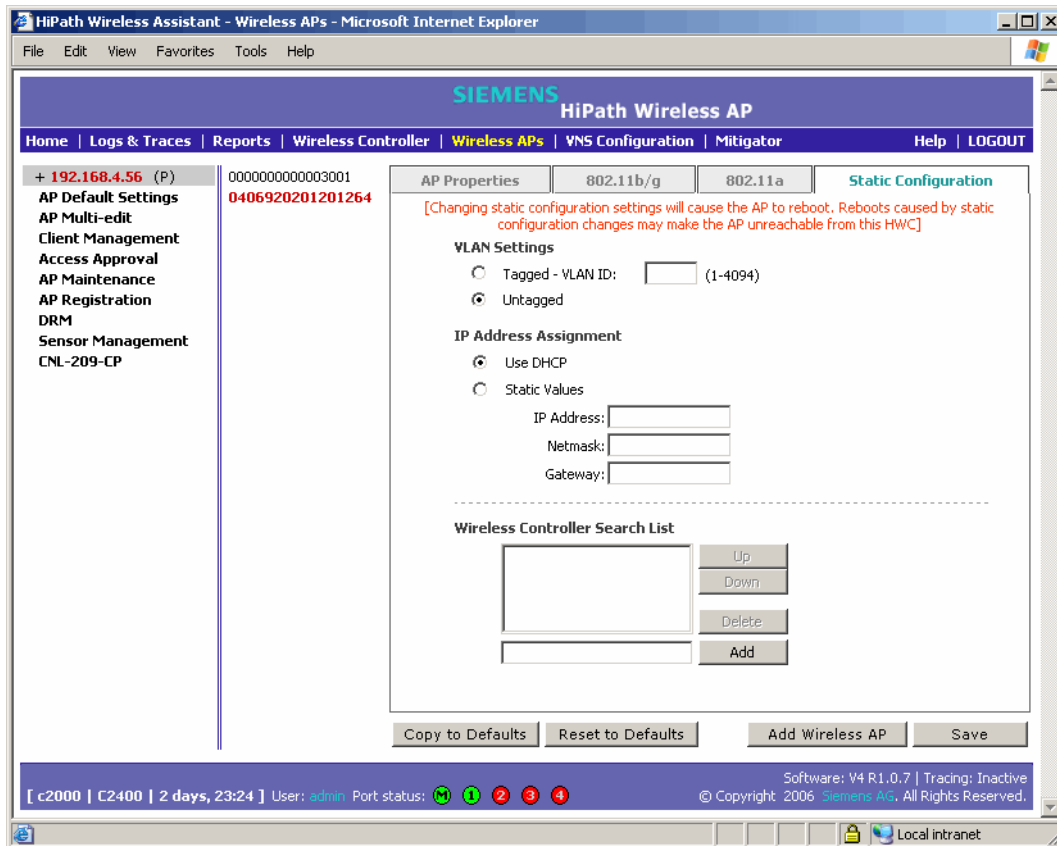 HiPath Wireless Assistant - Wireless APs - Microsoft Internet Explorer
File Edit View Favorites Tools Help
SIEMENS
HiPath Wireless AP
Home | Logs & Traces | Reports | Wireless Controller | Wireless APs | VNS Configuration | Mitigator Help | LOGOUT
+ 192.168.4.56 (P)
AP Default Settings
AP Multi-edit
Client Management
Access Approval
AP Maintenance
AP Registration
DRM
Sensor Management
CNL-209-CP
0000000000003001
0406920201201264
AP Properties 802.11b/g 802.11a Static Configuration
[Changing static configuration settings will cause the AP to reboot. Reboots caused by static
configuration changes may make the AP unreachable from this HWC]
VLAN Settings
Tagged - VLAN ID: (1-4094)
Untagged
IP Address Assignment
Use DHCP
Static Values
IP Address:
Netmask:
Gateway:
Wireless Controller Search List
Up
Down
Delete
Add
Copy to Defaults Reset to Defaults Add Wireless AP Save
Software: V4 R1.0.7 | Tracing: Inactive
[ c2000 | C2400 | 2 days, 23:24 ] User: admin Port status: M 1 2 3 4 © Copyright 2006 Siemens AG. All Rights Reserved.
Local intranet